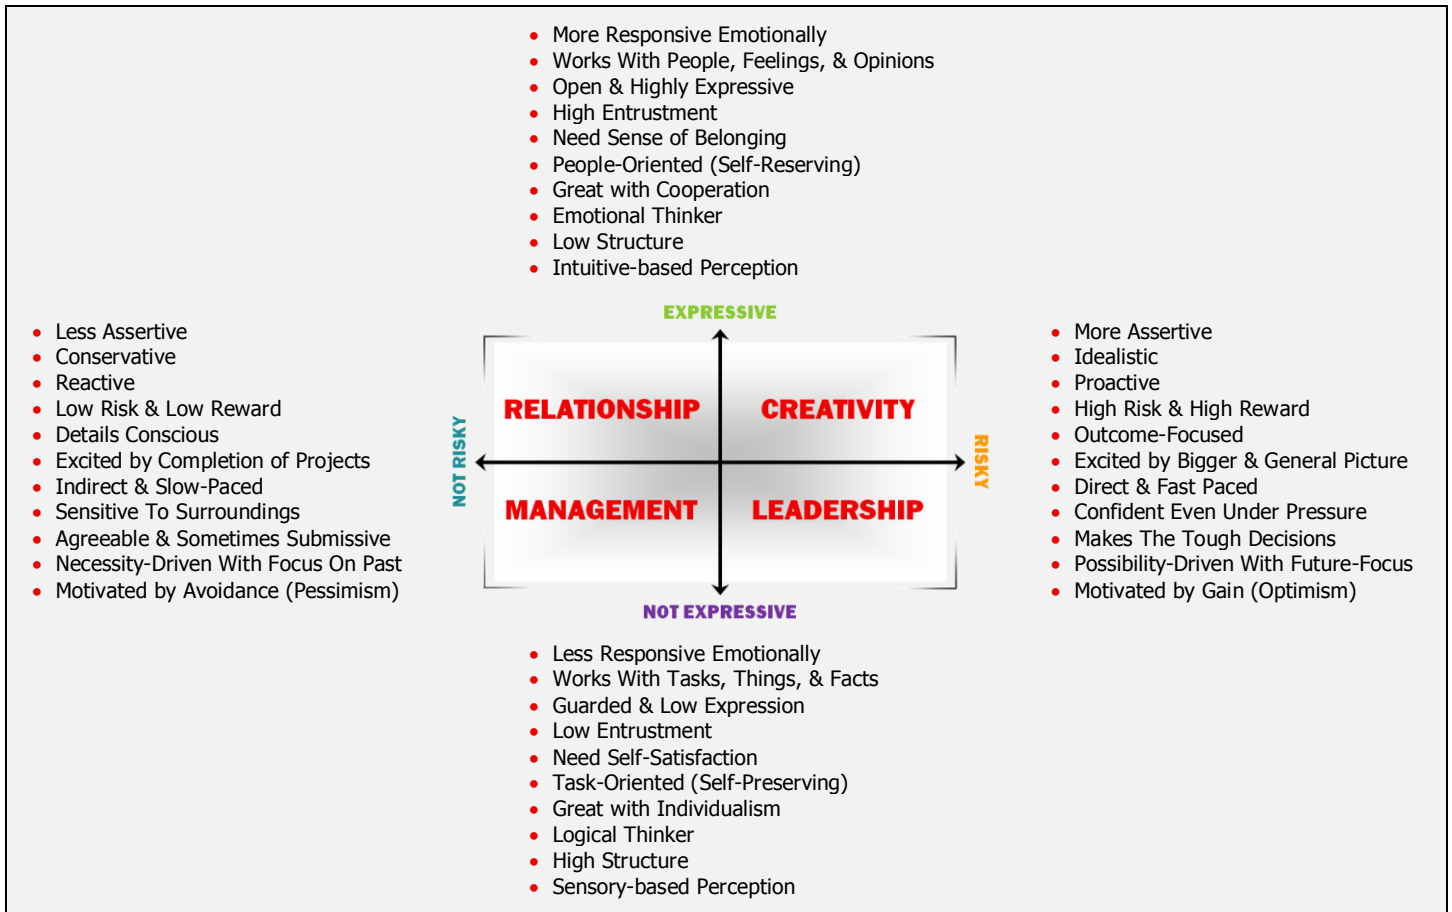 • More Responsive Emotionally
• Works With People, Feelings, & Opinions
• Open & Highly Expressive
• High Entrustment
• Need Sense of Belonging
• People-Oriented (Self-Reserving)
• Great with Cooperation
• Emotional Thinker
• Low Structure
• Intuitive-based Perception
• Less Assertive
• Conservative
• Reactive
• Low Risk & Low Reward
• Details Conscious
• Excited by Completion of Projects
• Indirect & Slow-Paced
• Sensitive To Surroundings
• Agreeable & Sometimes Submissive
• Necessity-Driven With Focus On Past
• Motivated by Avoidance (Pessimism)
EXPRESSIVE
NOT RISKY
RELATIONSHIP
CREATIVITY
MANAGEMENT
LEADERSHIP
RISKY
NOT EXPRESSIVE
• More Assertive
• Idealistic
• Proactive
• High Risk & High Reward
• Outcome-Focused
• Excited by Bigger & General Picture
• Direct & Fast Paced
• Confident Even Under Pressure
• Makes The Tough Decisions
• Possibility-Driven With Future-Focus
• Motivated by Gain (Optimism)
• Less Responsive Emotionally
• Works With Tasks, Things, & Facts
• Guarded & Low Expression
• Low Entrustment
• Need Self-Satisfaction
• Task-Oriented (Self-Preserving)
• Great with Individualism
• Logical Thinker
• High Structure
• Sensory-based Perception